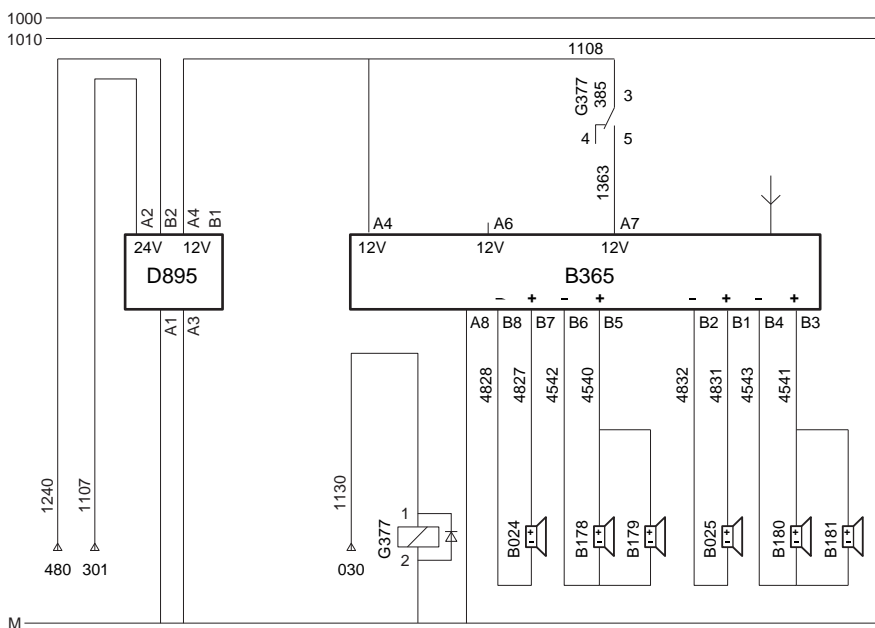 1000
1010
1108
G377
385
3
4
5
1363
A2
B2
A4
B1
A4
A6
A7
24V
12V
12V
12V
12V
D895
B365
–
+
–
+
–
+
–
+
A1
A3
A8
B8
B7
B6
B5
B2
B1
B4
B3
4828
4827
4542
4540
4832
4831
4543
4541
1240
1107
1130
1
G377
2
B024
B178
B179
B025
B180
B181
+
-
+
-
+
-
+
-
+
-
+
-
480
301
030
M